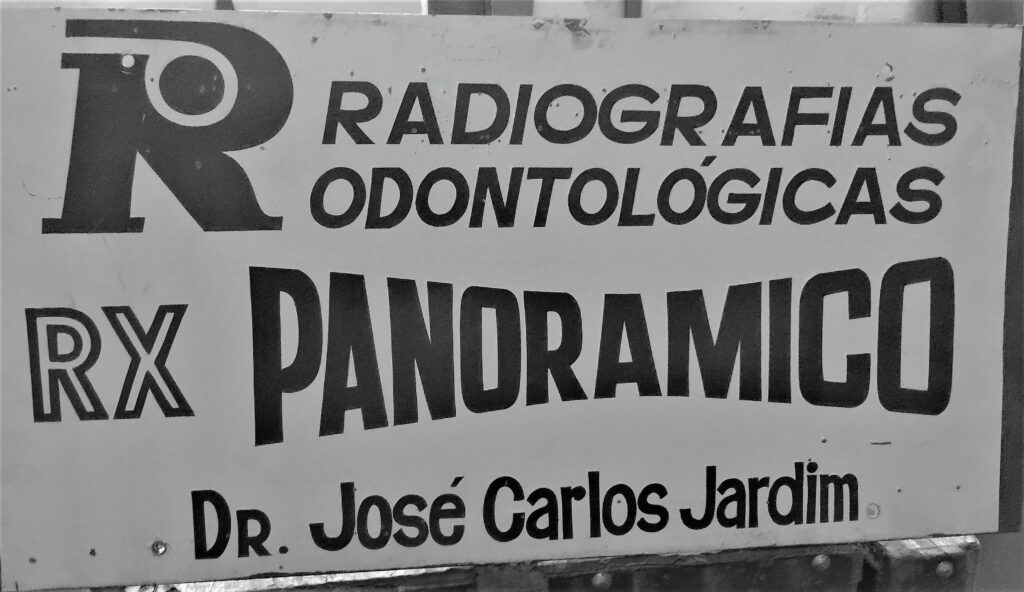 R RADIOGRAFIAS
ODONTOLÓGICAS
RX PANORAMICO
Dr. José Carlos Jardim